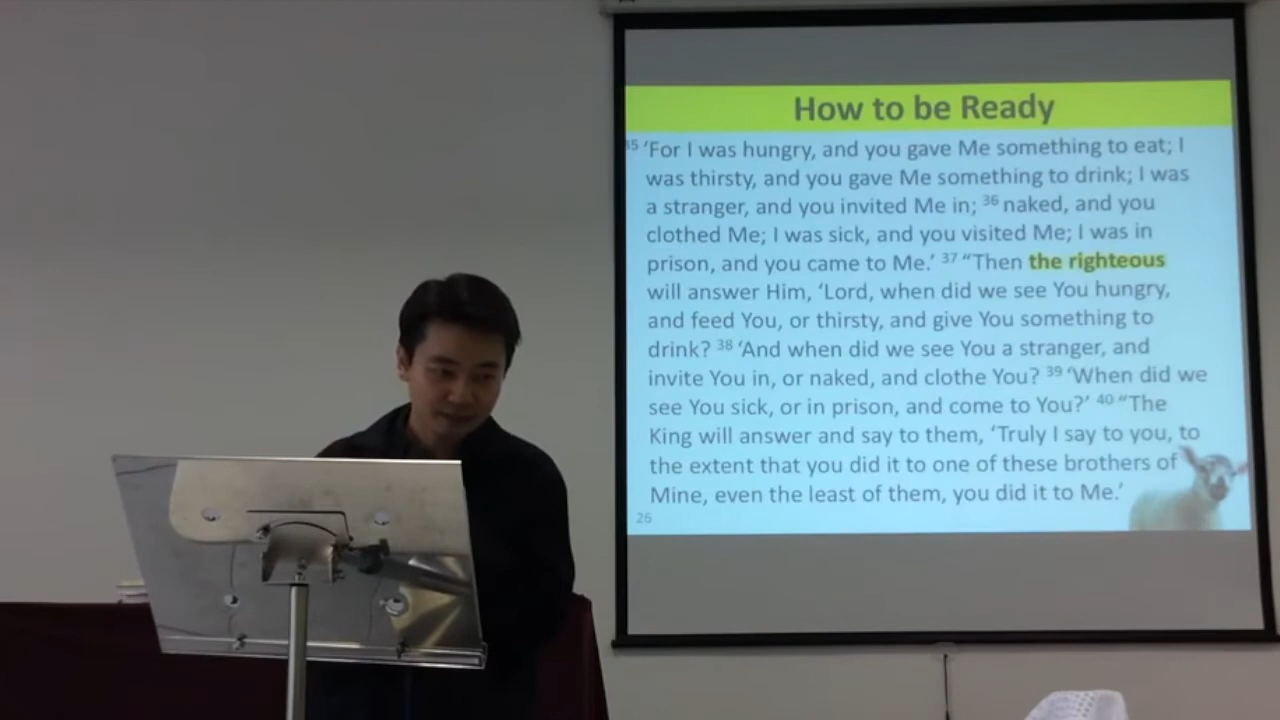 How to be Ready
35 ‘For I was hungry, and you gave Me something to eat; I
was thirsty, and you gave Me something to drink; I was
a stranger, and you invited Me in; 36 naked, and you
clothed Me; I was sick, and you visited Me; I was in
prison, and you came to Me.’ 37 “Then the righteous
will answer Him, ‘Lord, when did we see You hungry,
and feed You, or thirsty, and give You something to
drink? 38 ‘And when did we see You a stranger, and
invite You in, or naked, and clothe You? 39 ‘When did we
see You sick, or in prison, and come to You?’ 40 “The
King will answer and say to them, ‘Truly I say to you, to
the extent that you did it to one of these brothers of
Mine, even the least of them, you did it to Me.’
26